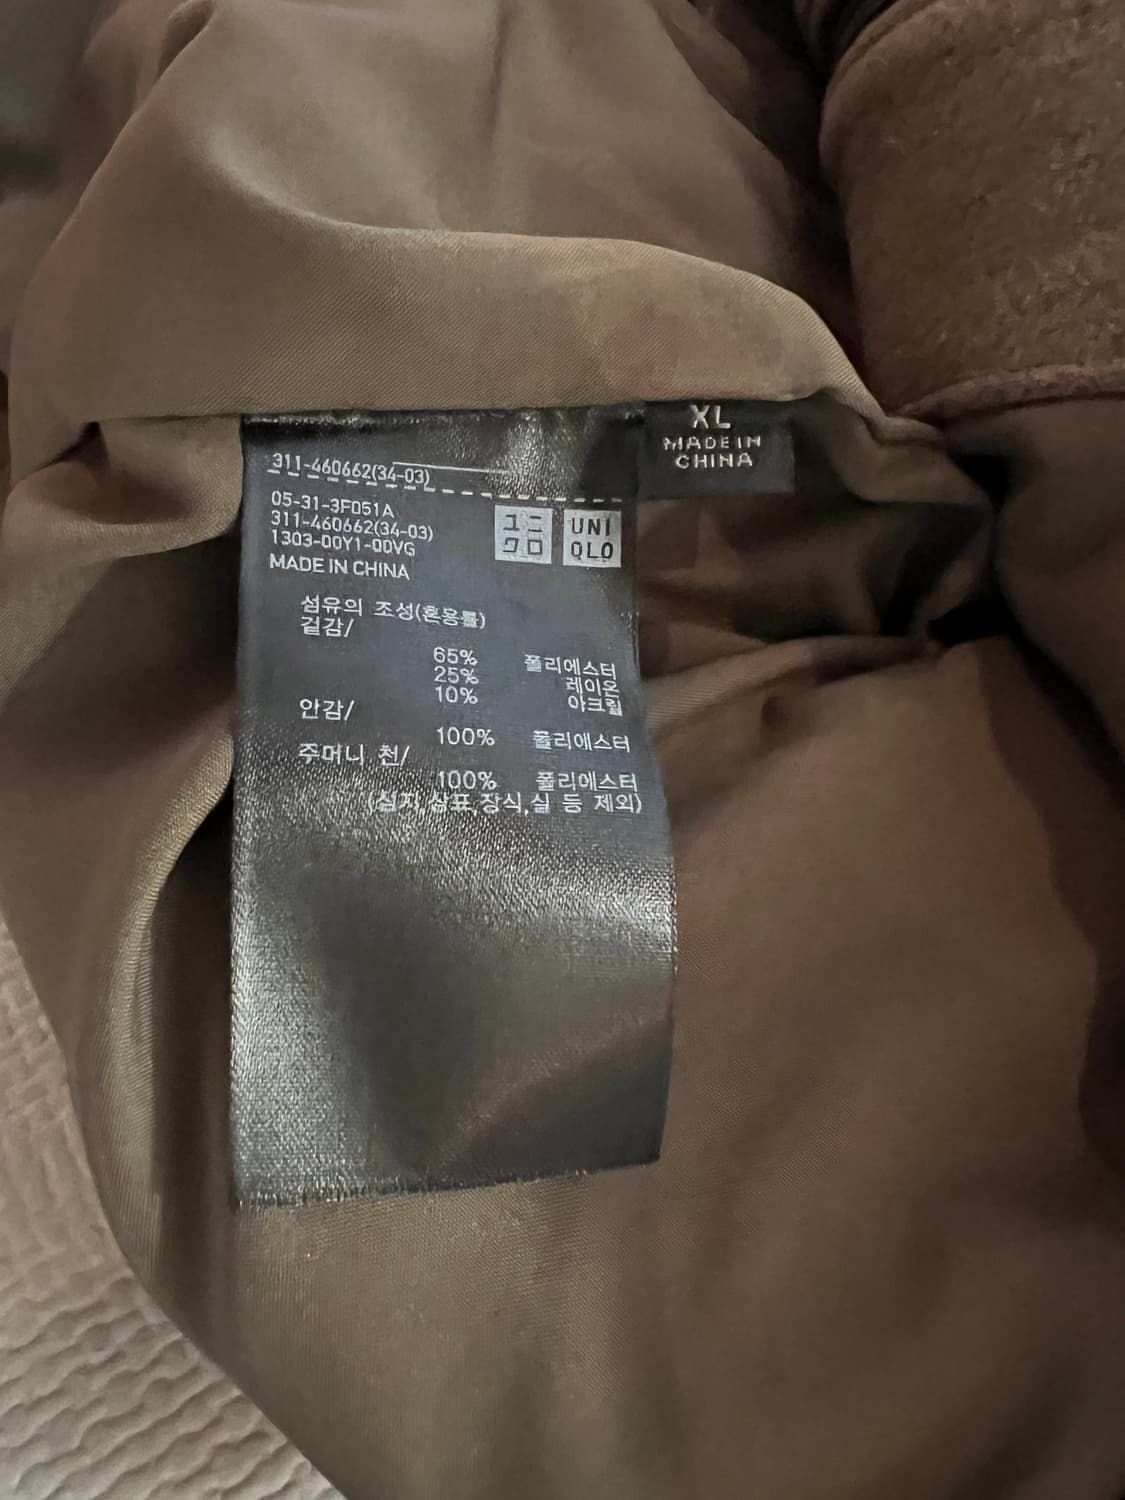 XL
MADE IN
CHINA
311-460662(34-03)
05-31-3F051A
311-460662(34-03)
1303-00Y1-00VG
MADE IN CHINA
ユニ
クロ
UNI
QLO
섬유의 조성(혼용률)
겉감/
65% 폴리에스터
25% 레이온
10% 아크릴
안감/
100% 폴리에스터
주머니 천/
100% 폴리에스터
(심지,상표,장식,실 등 제외)